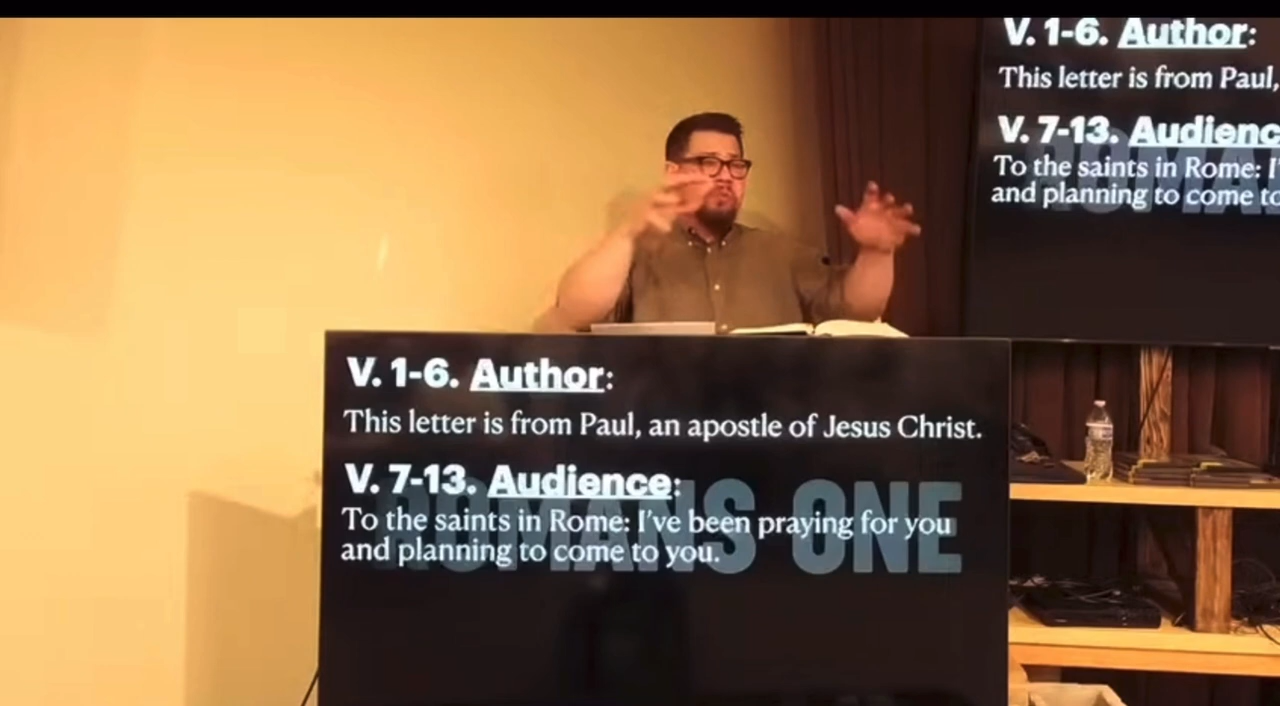 V. 1-6. Author:
This letter is from Paul, an apostle of Jesus Christ.
V. 7-13. Audience:
To the saints in Rome: I've been praying for you
and planning to come to you.
ROMANS ONE
V. 1-6. Author:
This letter is from Paul,
V. 7-13. Audienc
To the saints in Rome: I'
and planning to come to